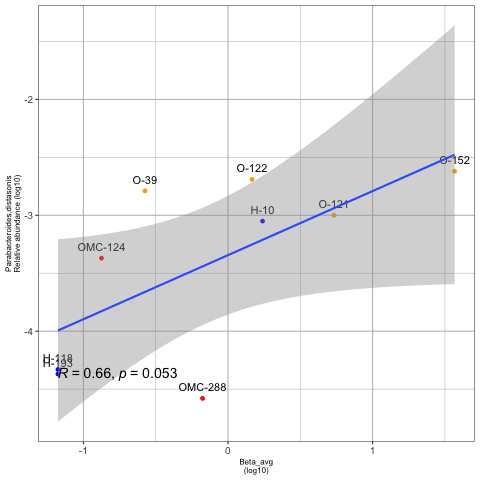 -2
-3
-4
-1
0
1
Parabacteroides.distasonis
Relative abundance (log10)
Beta_avg
(log10)
O-152
O-122
O-39
O-121
H-10
OMC-124
H-118
H-193
R = 0.66, p = 0.053
OMC-288